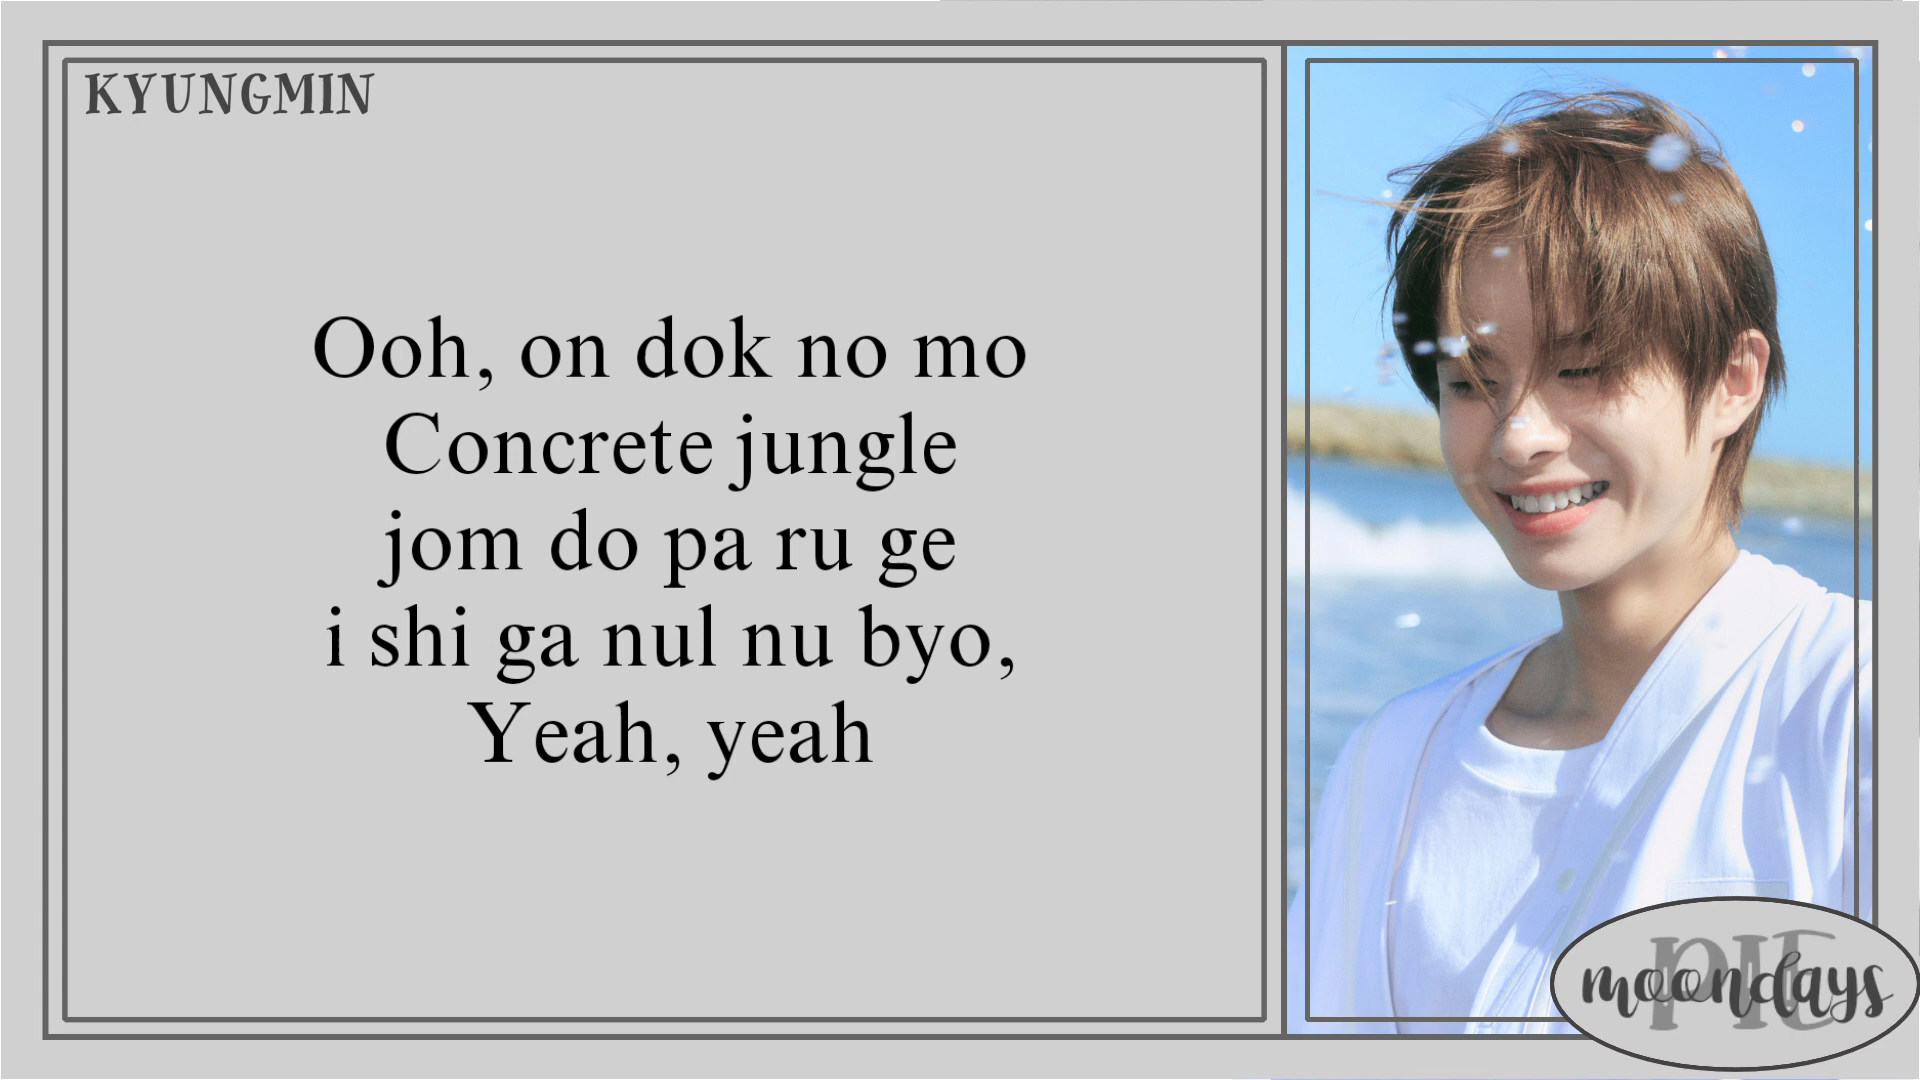 KYUNGMIN
Ooh, on dok no mo
Concrete jungle
jom do pa ru ge
i shi ga nul nu byo,
Yeah, yeah
PIE
moondays